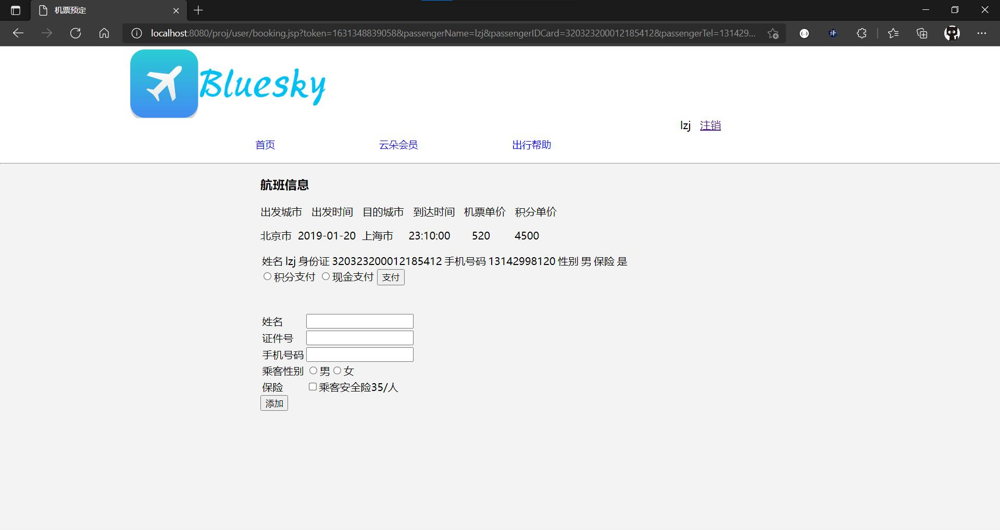 机票预定
localhost:8080/proj/user/booking.jsp?token=1631348839058&passengerName=lzj&passengerIDCard=320323200012185412&passengerTel=131429...
译
Bluesky
lzj 注销
首页 云朵会员 出行帮助
航班信息
出发城市 出发时间 目的城市 到达时间 机票单价 积分单价
北京市 2019-01-20 上海市 23:10:00 520 4500
姓名 lzj 身份证 320323200012185412 手机号码 13142998120 性别 男 保险 是
积分支付 现金支付 支付
姓名
证件号
手机号码
乘客性别 男 女
保险 乘客安全险35/人
添加